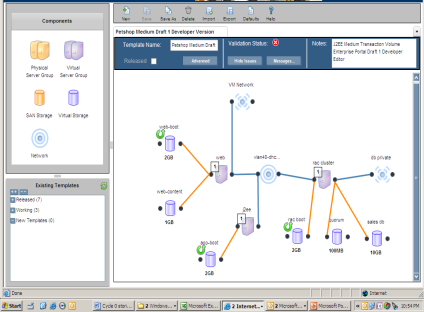 Components
Physical
Server Group
Virtual
Server Group
SAN Storage
Virtual Storage
Network
Existing Templates
Released (7)
Working (3)
New Templates (0)
New
Save
Save As
Delete
Import
Export
Defaults
Help
Petshop Medium Draft 1 Developer Version
Template Name:
Petshop Medium Draft
Validation Status:
Notes:
J2EE Medium Transaction Volume
Enterprise Portal Draft 1 Developer
Editor
Released:
Advanced
Hide Issues
Messages...
VM Network
web-boot
2GB
web
1
vlan40-dhc...
rac cluster
1
db private
web-content
1GB
j2ee
1
app-boot
3GB
rac boot
3GB
quorum
100MB
sales db
10GB
Done
Internet
Start
Cycle 6 stor...
2 Windows...
Microsoft Ex...
2 Internet...
2 Microsoft...
Microsoft Po...
10:54 PM